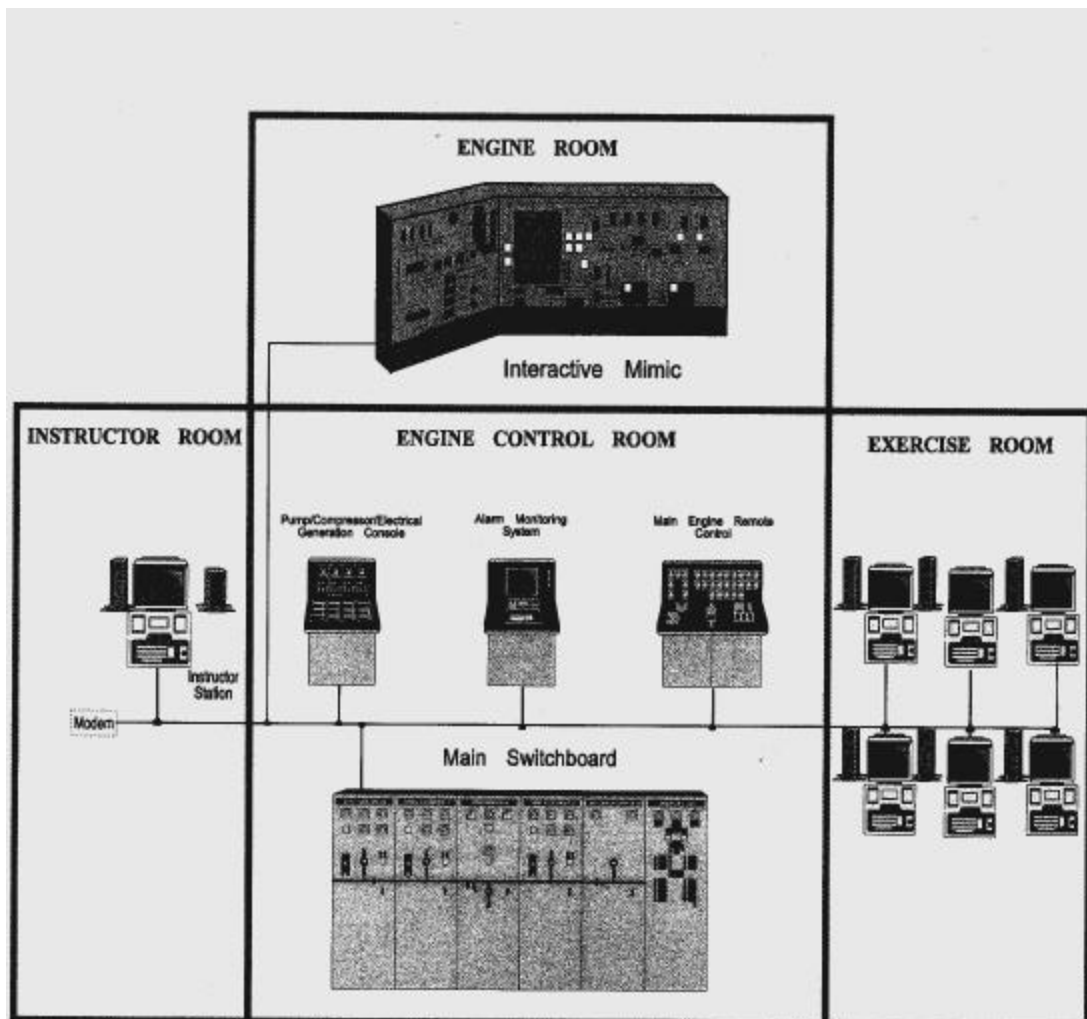 ENGINE ROOM
Interactive Mimic
INSTRUCTOR ROOM
ENGINE CONTROL ROOM
EXERCISE ROOM
Pump/Compressor/Electrical
Generation Console
Alarm Monitoring
System
Main Engine Remote
Control
Instructor
Station
Modem
Main Switchboard